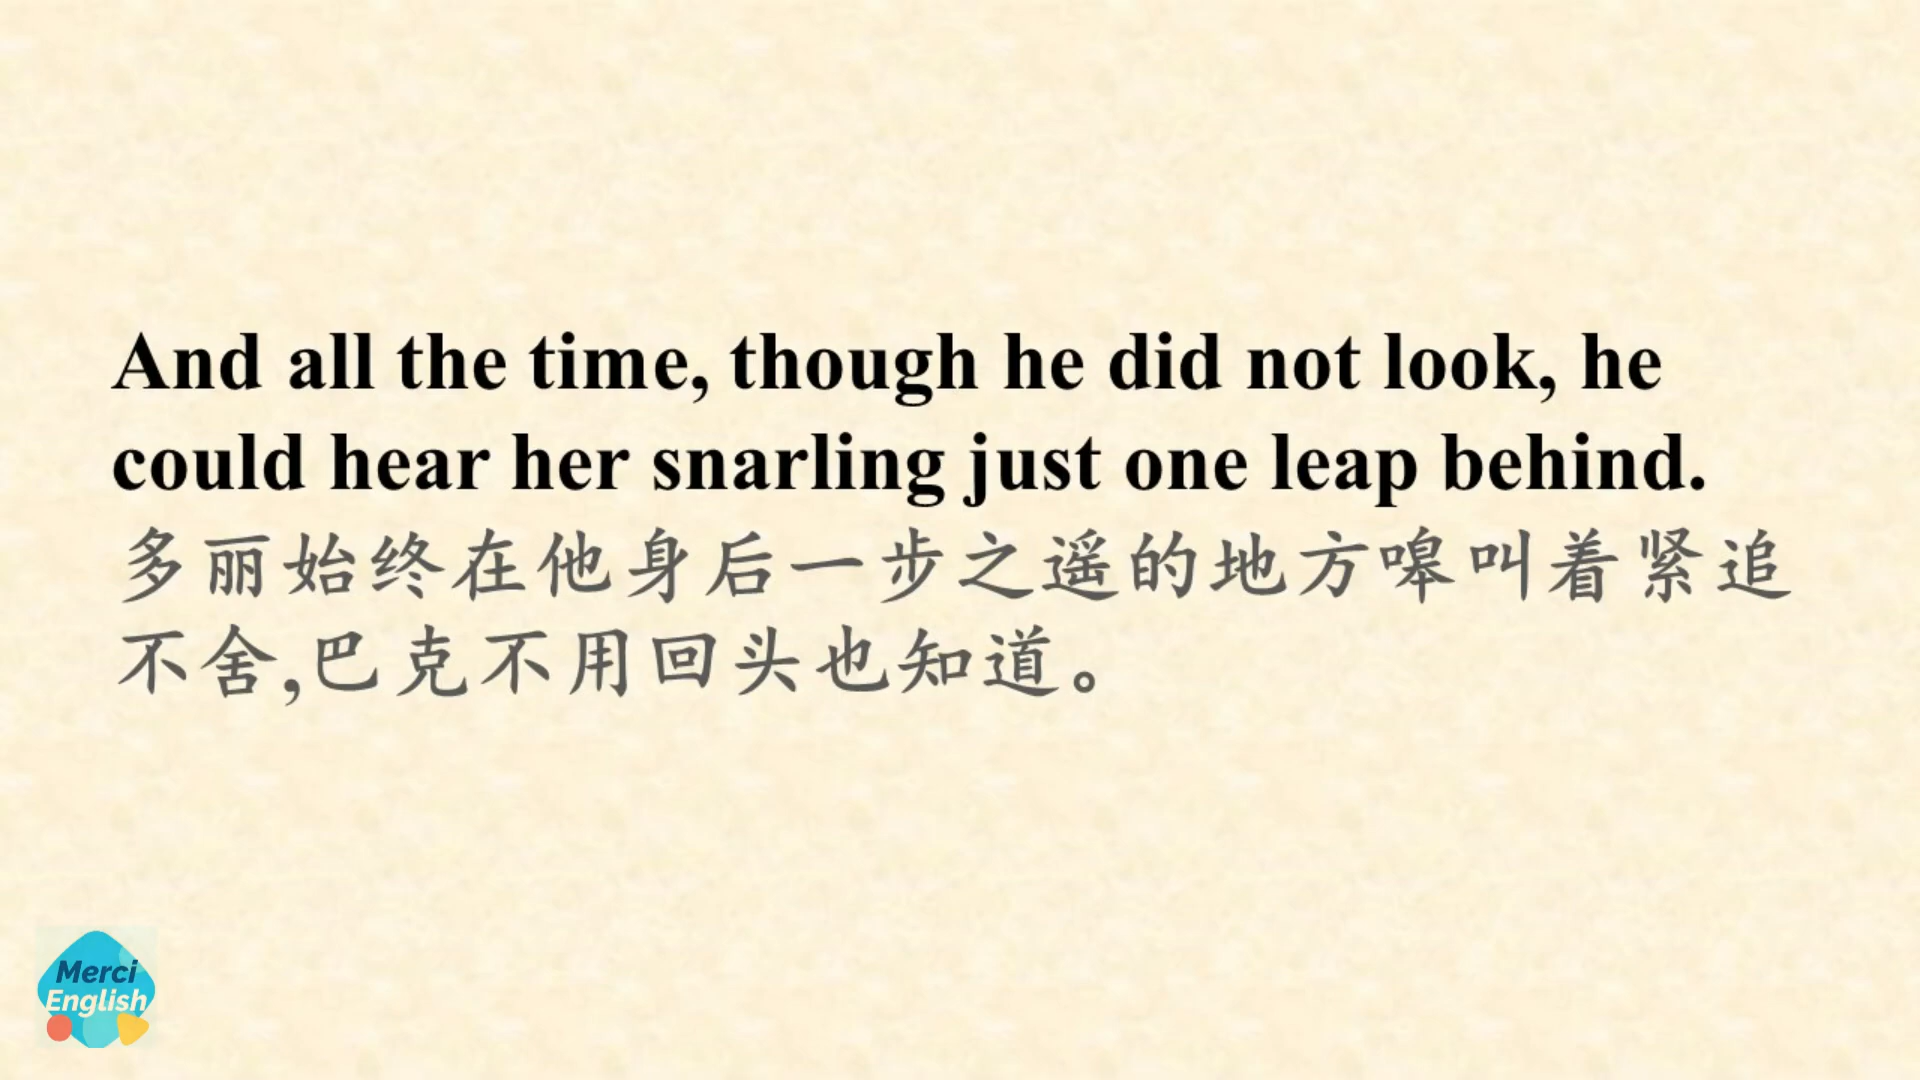 And all the time, though he did not look, he
could hear her snarling just one leap behind.
多丽始终在他身后一步之遥的地方嗥叫着紧追
不舍,巴克不用回头也知道。
Merci
English